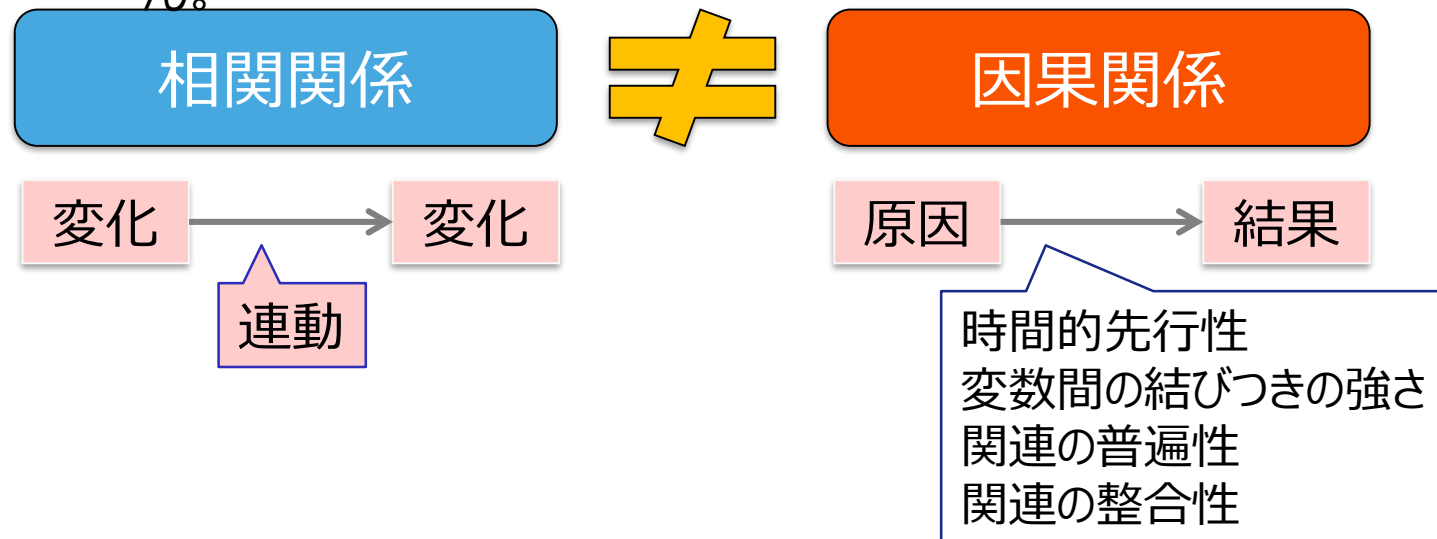 相関関係
≠
因果関係
変化
変化
連動
原因
結果
時間的先行性
変数間の結びつきの強さ
関連の普遍性
関連の整合性